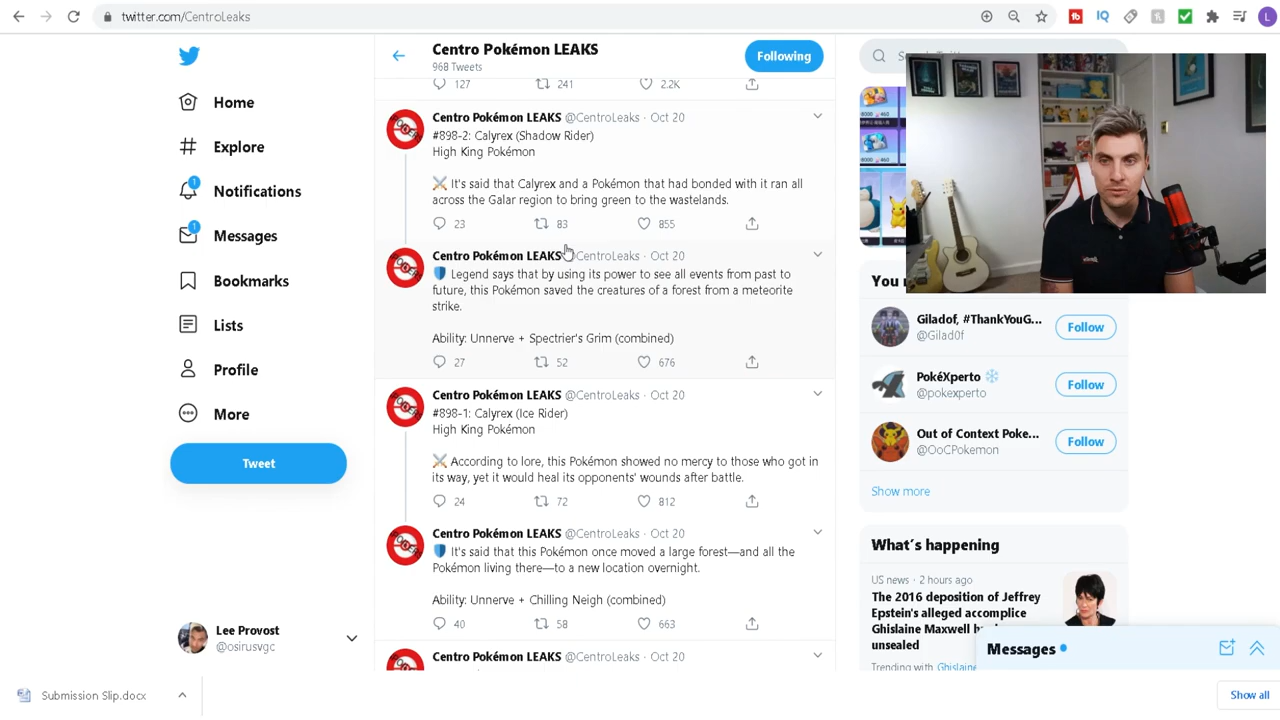 twitter.com/CentroLeaks
Centro Pokémon LEAKS
968 Tweets
Following
127 241 2.2K
Home
Explore
1
Notifications
1
Messages
Bookmarks
Lists
Profile
More
Tweet
Lee Provost
@osirusvgc
Centro Pokémon LEAKS @CentroLeaks · Oct 20
#898-2: Calyrex (Shadow Rider)
High King Pokémon
⚔️ It's said that Calyrex and a Pokémon that had bonded with it ran all
across the Galar region to bring green to the wastelands.
23 83 855
Centro Pokémon LEAKS @CentroLeaks · Oct 20
🛡️ Legend says that by using its power to see all events from past to
future, this Pokémon saved the creatures of a forest from a meteorite
strike.
Ability: Unnerve + Spectrier's Grim (combined)
27 52 676
Centro Pokémon LEAKS @CentroLeaks · Oct 20
#898-1: Calyrex (Ice Rider)
High King Pokémon
⚔️ According to lore, this Pokémon showed no mercy to those who got in
its way, yet it would heal its opponents' wounds after battle.
24 72 812
Centro Pokémon LEAKS @CentroLeaks · Oct 20
🛡️ It's said that this Pokémon once moved a large forest—and all the
Pokémon living there—to a new location overnight.
Ability: Unnerve + Chilling Neigh (combined)
40 58 663
Centro Pokémon LEAKS @CentroLeaks · Oct 20
You
Giladof, #ThankYouG...
@Gilad0f
Follow
PokéXperto ❄️
@pokexperto
Follow
Out of Context Poke...
@OoCPokemon
Follow
Show more
What's happening
US news · 2 hours ago
The 2016 deposition of Jeffrey
Epstein's alleged accomplice
Ghislaine Maxwell
unsealed
Trending with Ghislaine
Messages
Submission Slip.docx
Show all